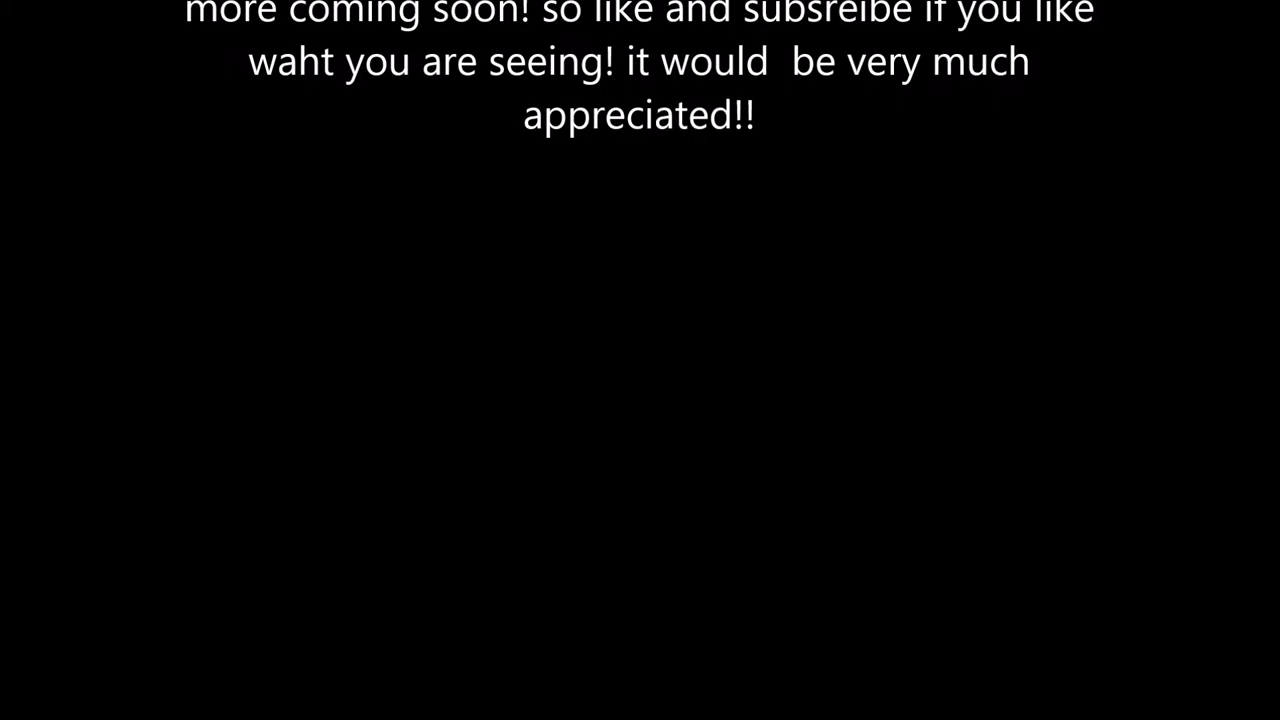 more coming soon! so like and subsreibe if you like
waht you are seeing! it would  be very much
appreciated!!